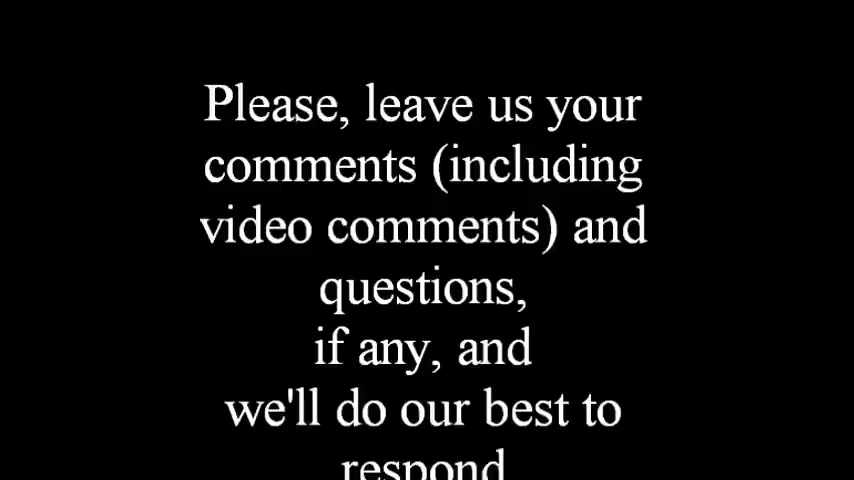 Please, leave us your
comments (including
video comments) and
questions,
if any, and
we'll do our best to
respond